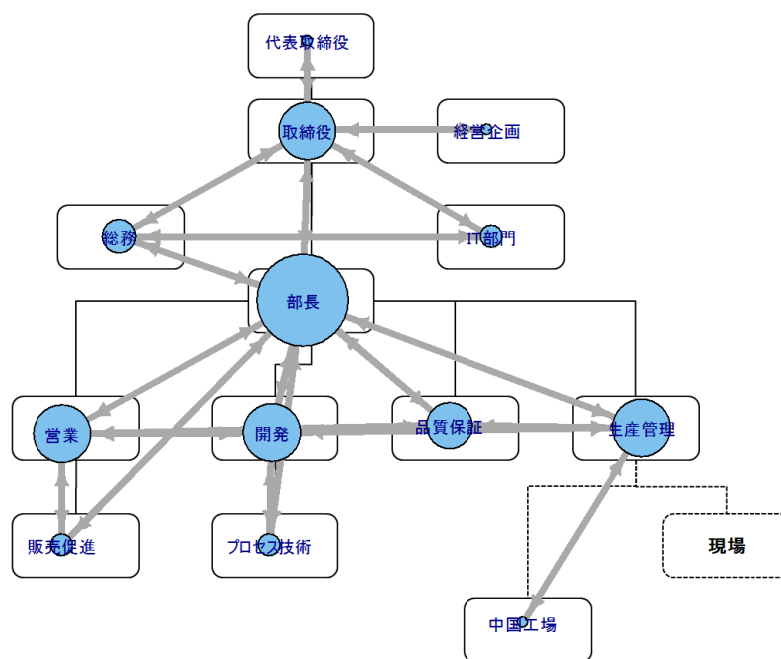 代表取締役
取締役
経営企画
総務
IT部門
部長
営業
開発
品質保証
生産管理
販売促進
プロセス技術
現場
中国工場